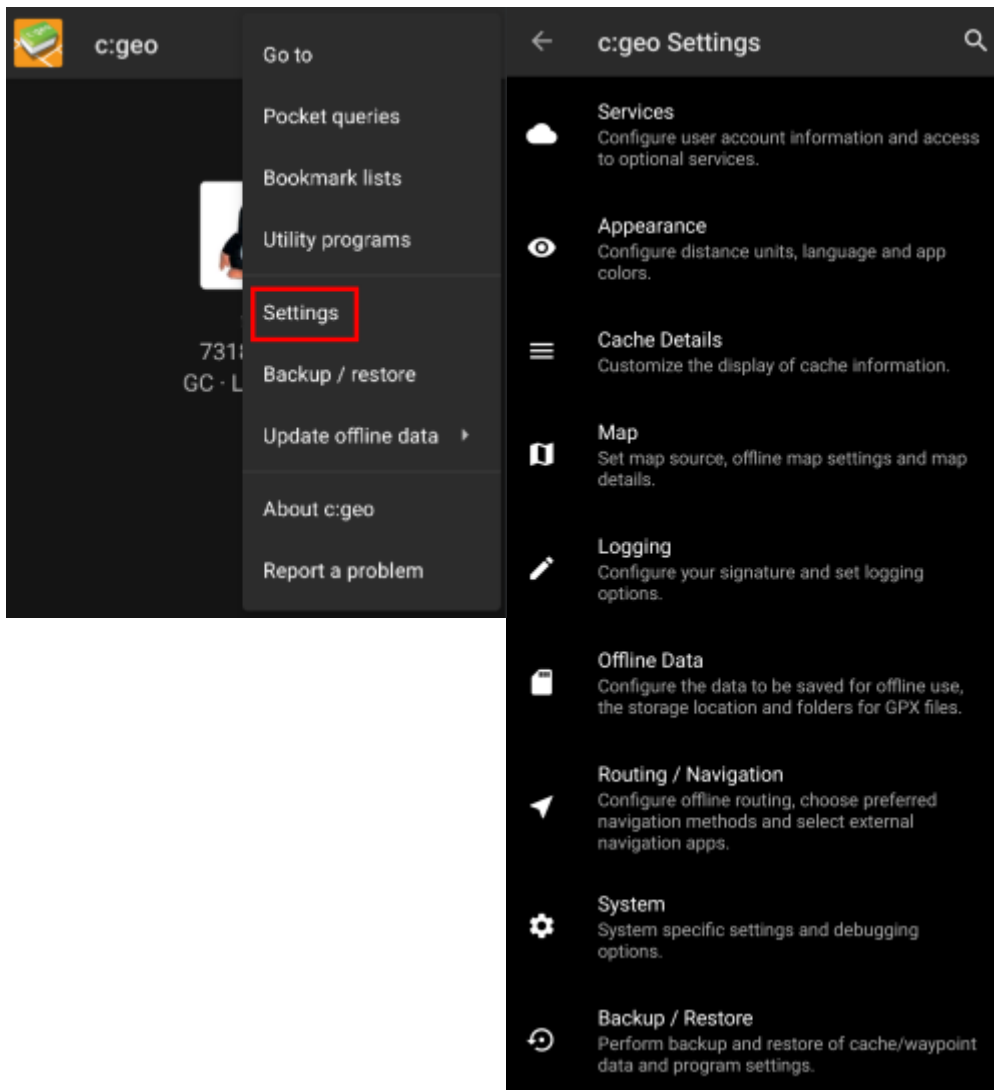 c:geo
Go to
Pocket queries
Bookmark lists
Utility programs
Settings
7318
GC · L
Backup / restore
Update offline data
About c:geo
Report a problem
c:geo Settings
Services
Configure user account information and access
to optional services.
Appearance
Configure distance units, language and app
colors.
Cache Details
Customize the display of cache information.
Map
Set map source, offline map settings and map
details.
Logging
Configure your signature and set logging
options.
Offline Data
Configure the data to be saved for offline use,
the storage location and folders for GPX files.
Routing / Navigation
Configure offline routing, choose preferred
navigation methods and select external
navigation apps.
System
System specific settings and debugging
options.
Backup / Restore
Perform backup and restore of cache/waypoint
data and program settings.